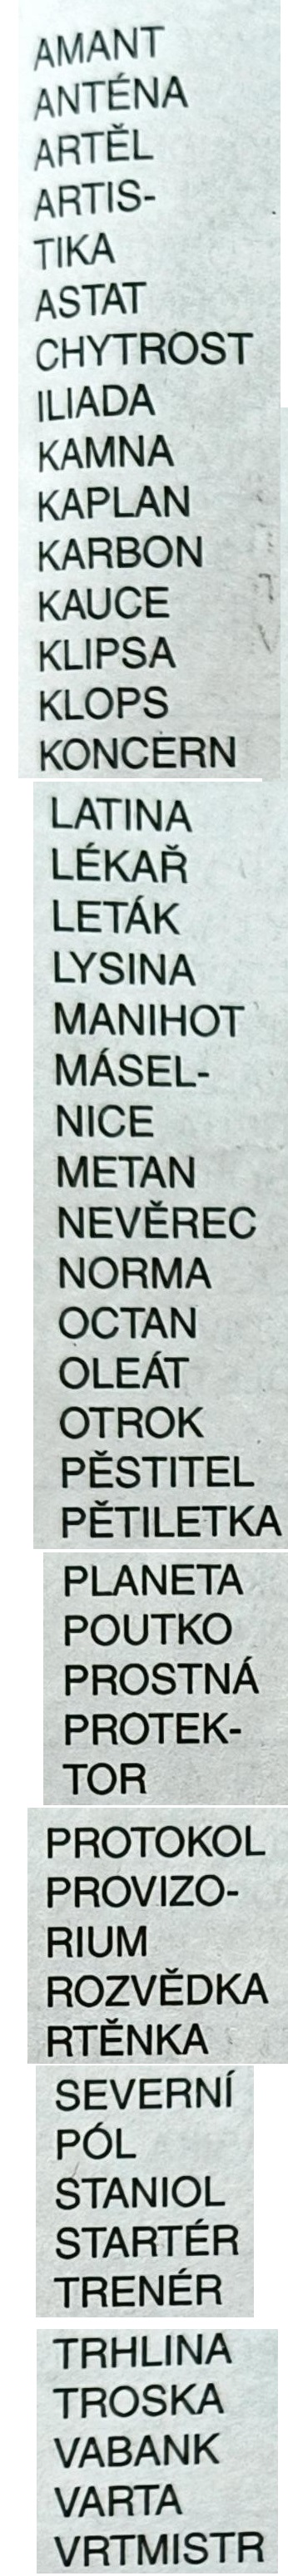 AMANT
ANTÉNA
ARTĚL
ARTIS-
TIKA
ASTAT
CHYTROST
ILIADA
KAMNA
KAPLAN
KARBON
KAUCE
KLIPSA
KLOPS
KONCERN
LATINA
LÉKAŘ
LETÁK
LYSINA
MANIHOT
MÁSEL-
NICE
METAN
NEVĚREC
NORMA
OCTAN
OLEÁT
OTROK
PĚSTITEL
PĚTILETKA
PLANETA
POUTKO
PROSTNÁ
PROTEK-
TOR
PROTOKOL
PROVIZO-
RIUM
ROZVĚDKA
RTĚNKA
SEVERNÍ
PÓL
STANIOL
STARTÉR
TRENÉR
TRHLINA
TROSKA
VABANK
VARTA
VRTMISTR